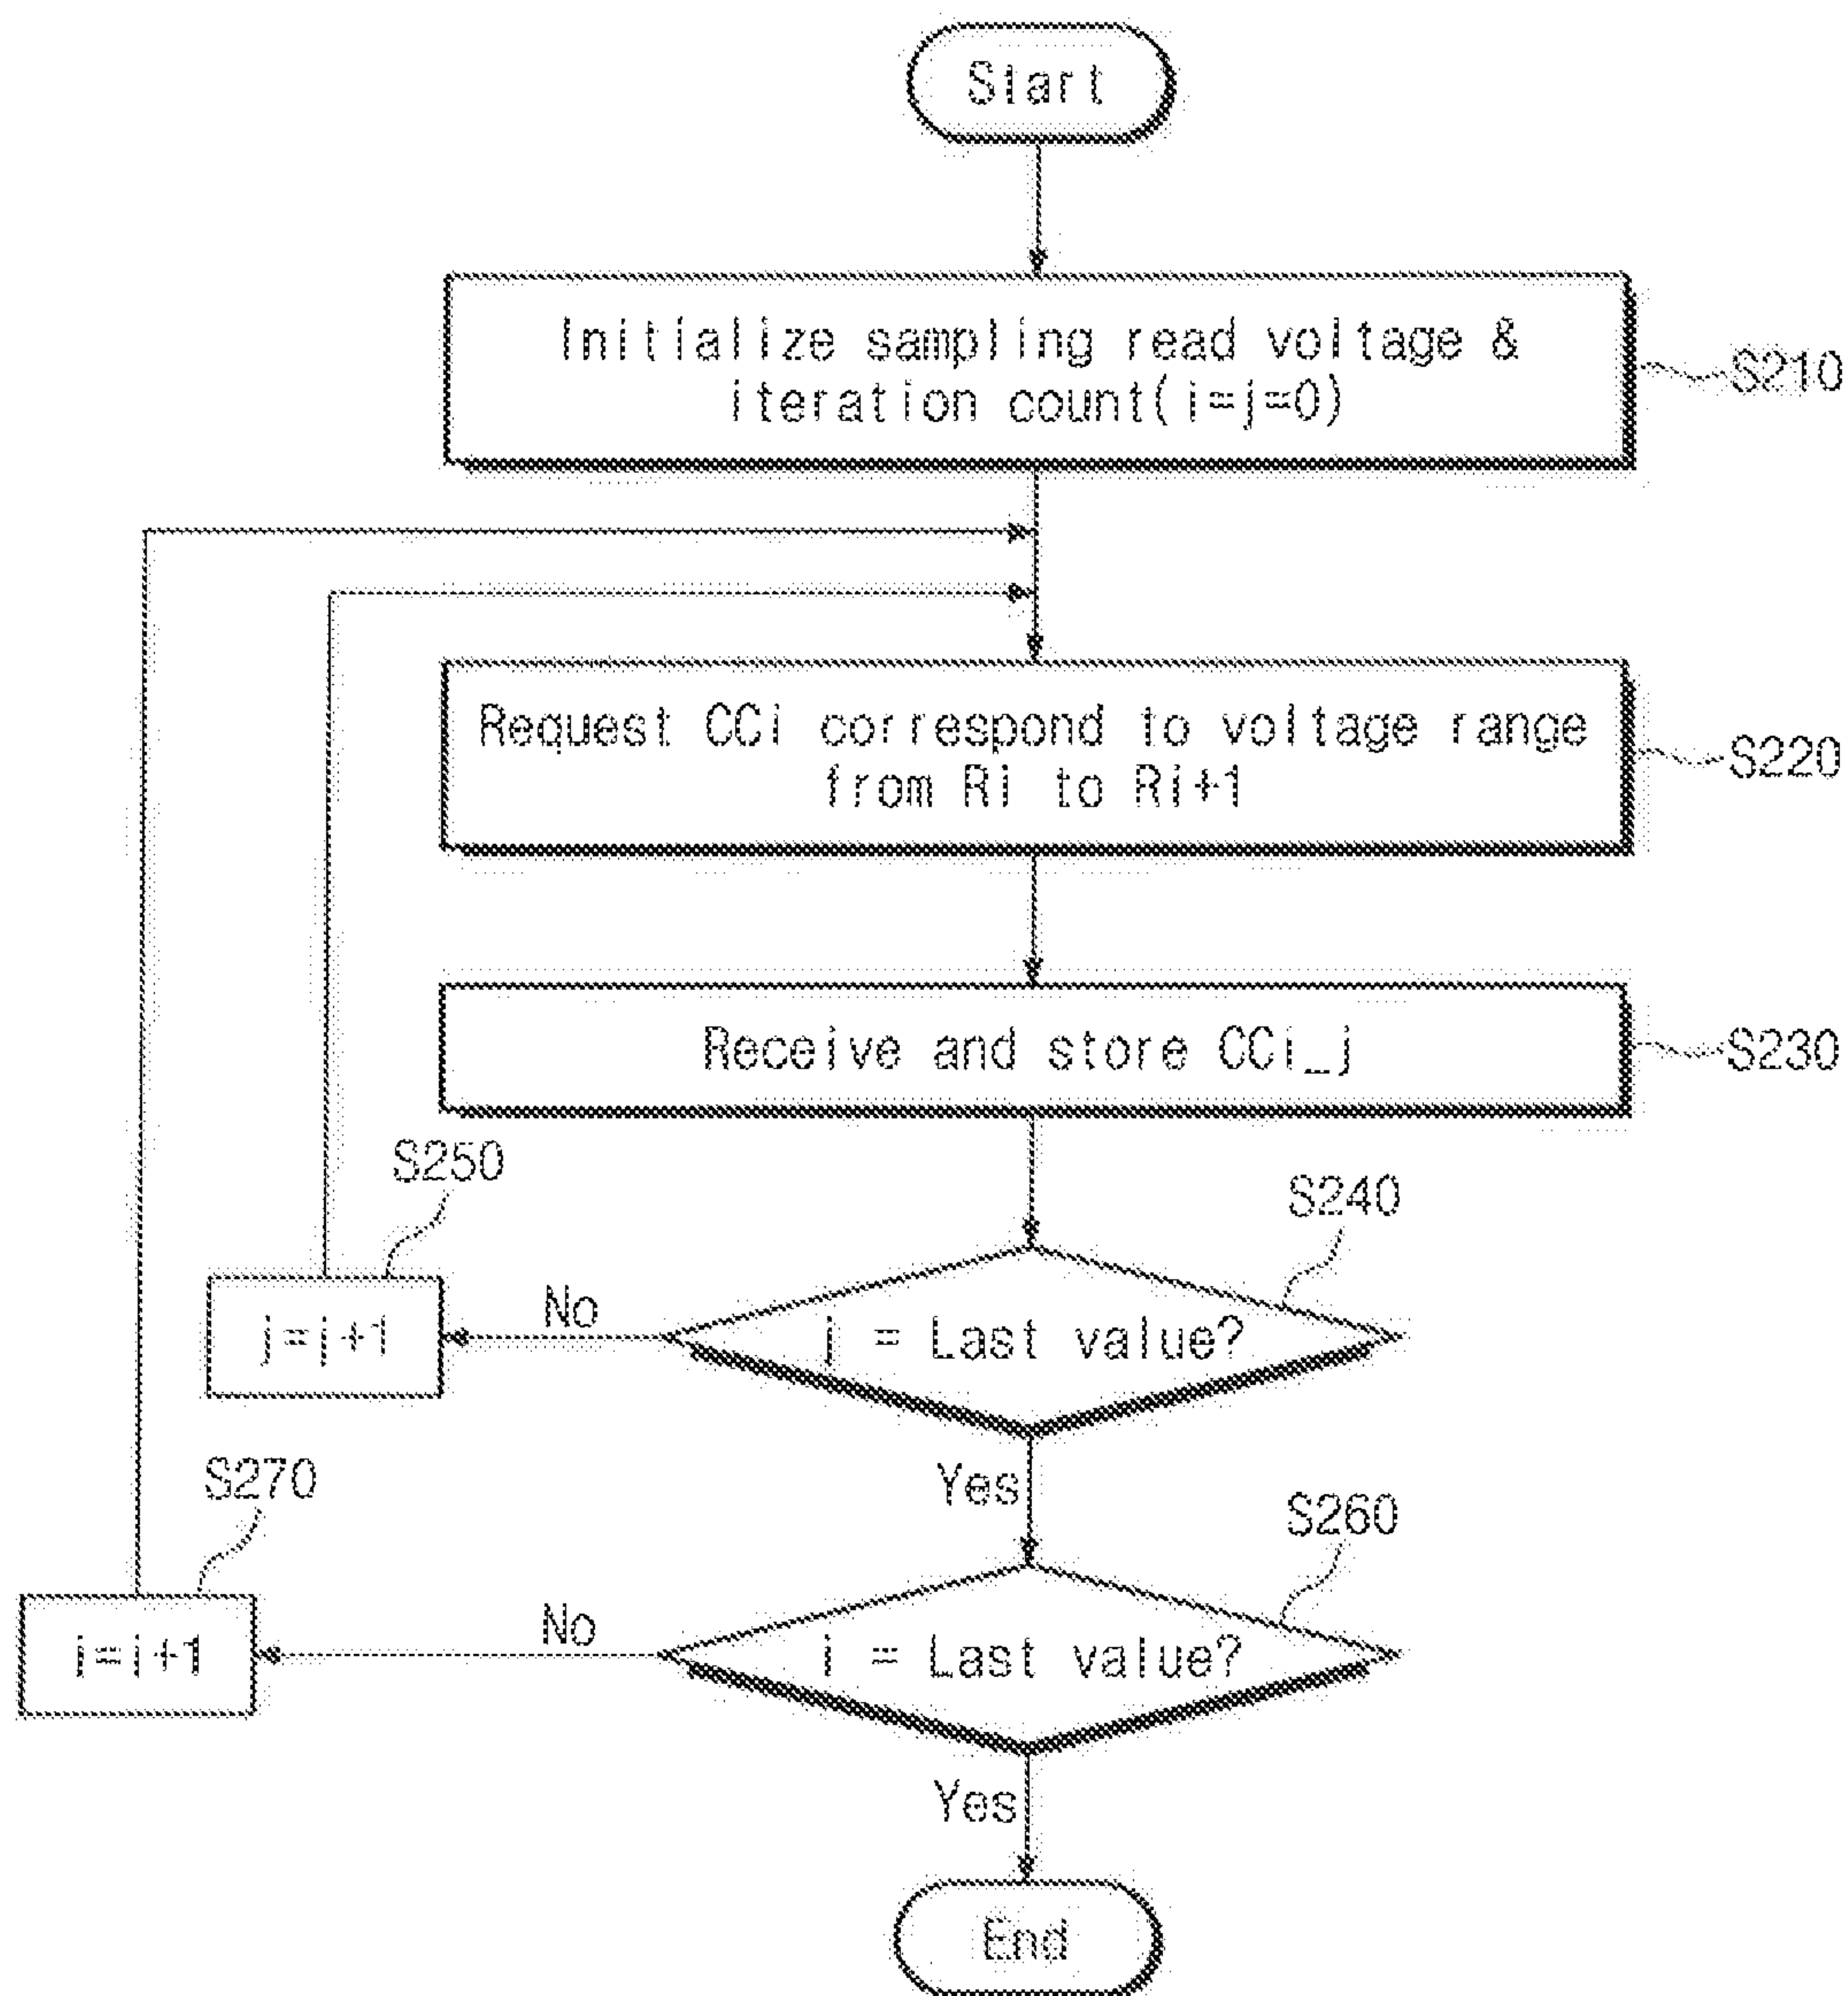 Start
Initialize sampling read voltage &
iteration count(i=j=0)
S210
Request CCi correspond to voltage range
from Ri to Ri+1
S220
Receive and store CCi_j
S230
S250
S240
j=j+1
No
j = Last value?
Yes
S270
S260
i=i+1
No
i = Last value?
Yes
End